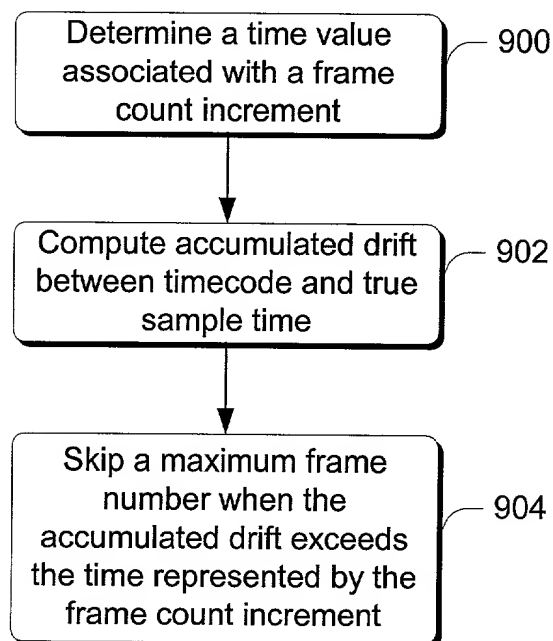 Determine a time value
associated with a frame
count increment
900
Compute accumulated drift
between timecode and true
sample time
902
Skip a maximum frame
number when the
accumulated drift exceeds
the time represented by the
frame count increment
904